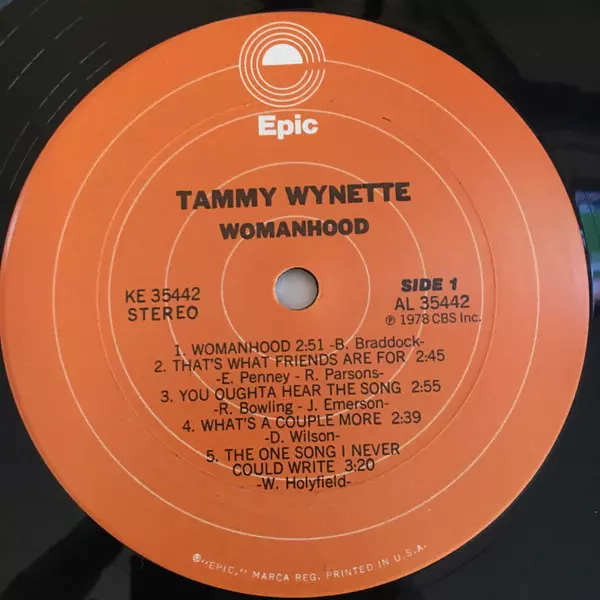 Epic
TAMMY WYNETTE
WOMANHOOD
KE 35442
STEREO
SIDE 1
AL 35442
℗ 1978 CBS Inc.
1. WOMANHOOD 2:51 -B. Braddock-
2. THAT'S WHAT FRIENDS ARE FOR 2:45
-E. Penney - R. Parsons-
3. YOU OUGHTA HEAR THE SONG 2:55
-R. Bowling - J. Emerson-
4. WHAT'S A COUPLE MORE 2:39
-D. Wilson-
5. THE ONE SONG I NEVER
COULD WRITE 3:20
-W. Holyfield-
®"EPIC," MARCA REG. PRINTED IN U.S.A.